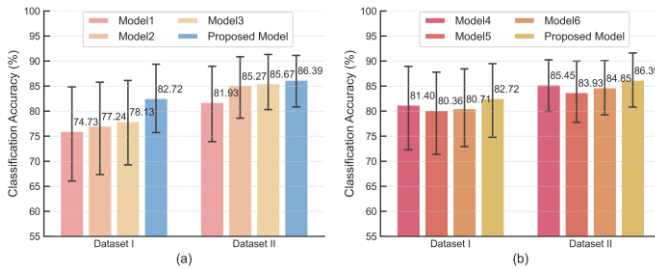 Classification Accuracy (%)
100
95
90
85
80
75
70
65
60
55
Model1
Model2
Model3
Proposed Model
74.73
77.24
78.13
82.72
81.93
85.27
85.67
86.39
Dataset I
Dataset II
(a)
Classification Accuracy (%)
100
95
90
85
80
75
70
65
60
55
Model4
Model5
Model6
Proposed Model
81.40
80.36
80.71
82.72
85.45
83.93
84.85
86.39
Dataset I
Dataset II
(b)